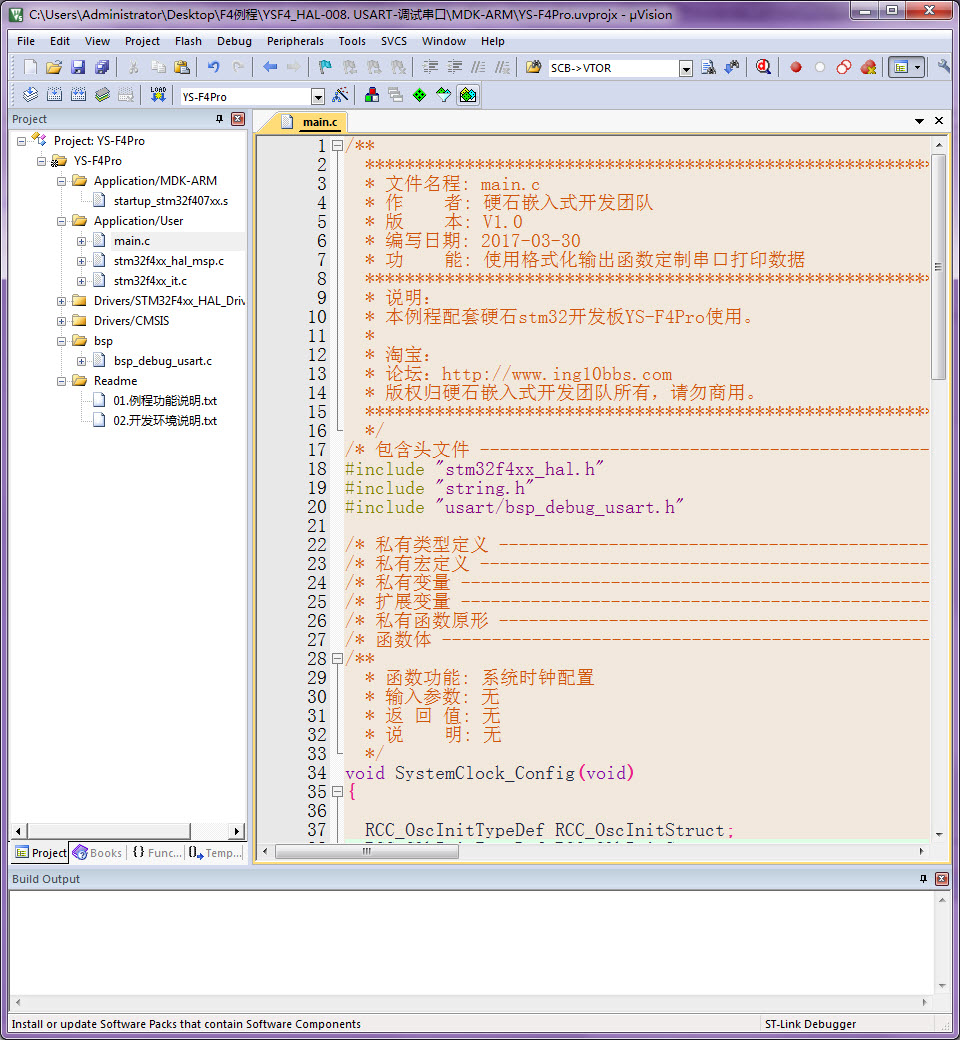 C:\Users\Administrator\Desktop\F4例程\YSF4_HAL-008. USART-调试串口\MDK-ARM\YS-F4Pro.uvprojx - µVision
File Edit View Project Flash Debug Peripherals Tools SVCS Window Help
SCB->VTOR
LOAD YS-F4Pro
Project
Project: YS-F4Pro
YS-F4Pro
Application/MDK-ARM
startup_stm32f407xx.s
Application/User
main.c
stm32f4xx_hal_msp.c
stm32f4xx_it.c
Drivers/STM32F4xx_HAL_Driv
Drivers/CMSIS
bsp
bsp_debug_usart.c
Readme
01.例程功能说明.txt
02.开发环境说明.txt
Project Books {} Func... {} Temp...
main.c
1 /**
2 **********************************************************
3 * 文件名程: main.c
4 * 作    者: 硬石嵌入式开发团队
5 * 版    本: V1.0
6 * 编写日期: 2017-03-30
7 * 功    能: 使用格式化输出函数定制串口打印数据
8 **********************************************************
9 * 说明:
10 * 本例程配套硬石stm32开发板YS-F4Pro使用。
11 *
12 * 淘宝:
13 * 论坛: http://www.ing10bbs.com
14 * 版权归硬石嵌入式开发团队所有，请勿商用。
15 **********************************************************
16 */
17 /* 包含头文件 ----------------------------------------------
18 #include "stm32f4xx_hal.h"
19 #include "string.h"
20 #include "usart/bsp_debug_usart.h"
21
22 /* 私有类型定义 --------------------------------------------
23 /* 私有宏定义 ----------------------------------------------
24 /* 私有变量 ------------------------------------------------
25 /* 扩展变量 ------------------------------------------------
26 /* 私有函数原形 --------------------------------------------
27 /* 函数体 --------------------------------------------------
28 /**
29 * 函数功能: 系统时钟配置
30 * 输入参数: 无
31 * 返 回 值: 无
32 * 说    明: 无
33 */
34 void SystemClock_Config(void)
35 {
36
37 RCC_OscInitTypeDef RCC_OscInitStruct;
Build Output
Install or update Software Packs that contain Software Components
ST-Link Debugger